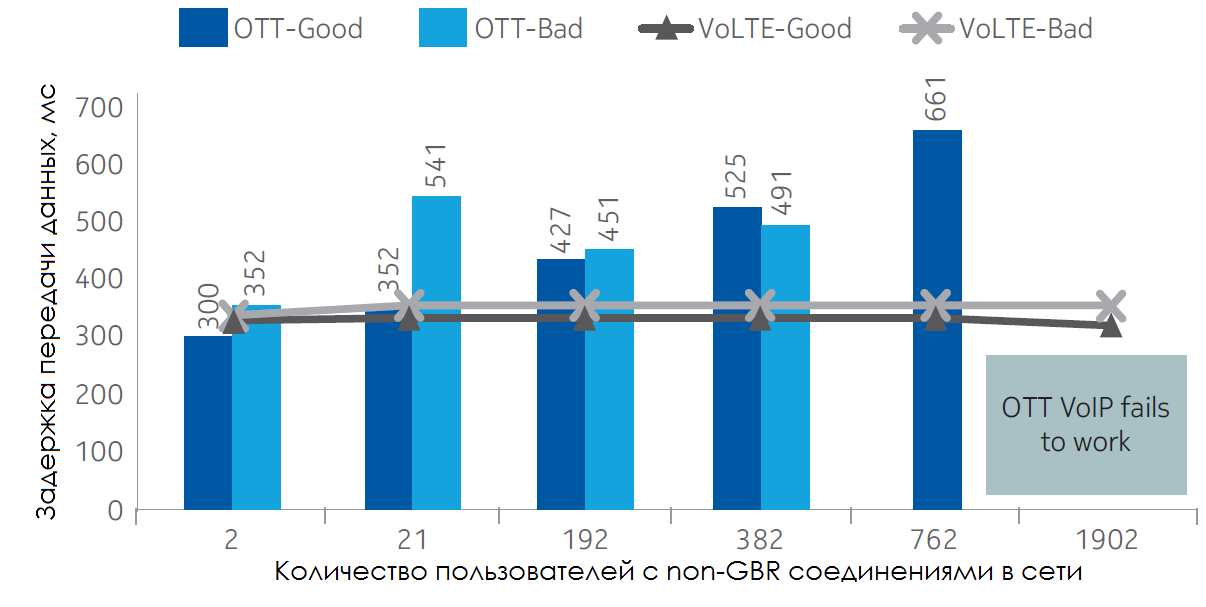 OTT-Good OTT-Bad VoLTE-Good VoLTE-Bad
Задержка передачи данных, мс
700
600
500
400
300
200
100
0
300
352
352
541
427
451
525
491
661
OTT VoIP fails
to work
2 21 192 382 762 1902
Количество пользователей с non-GBR соединениями в сети